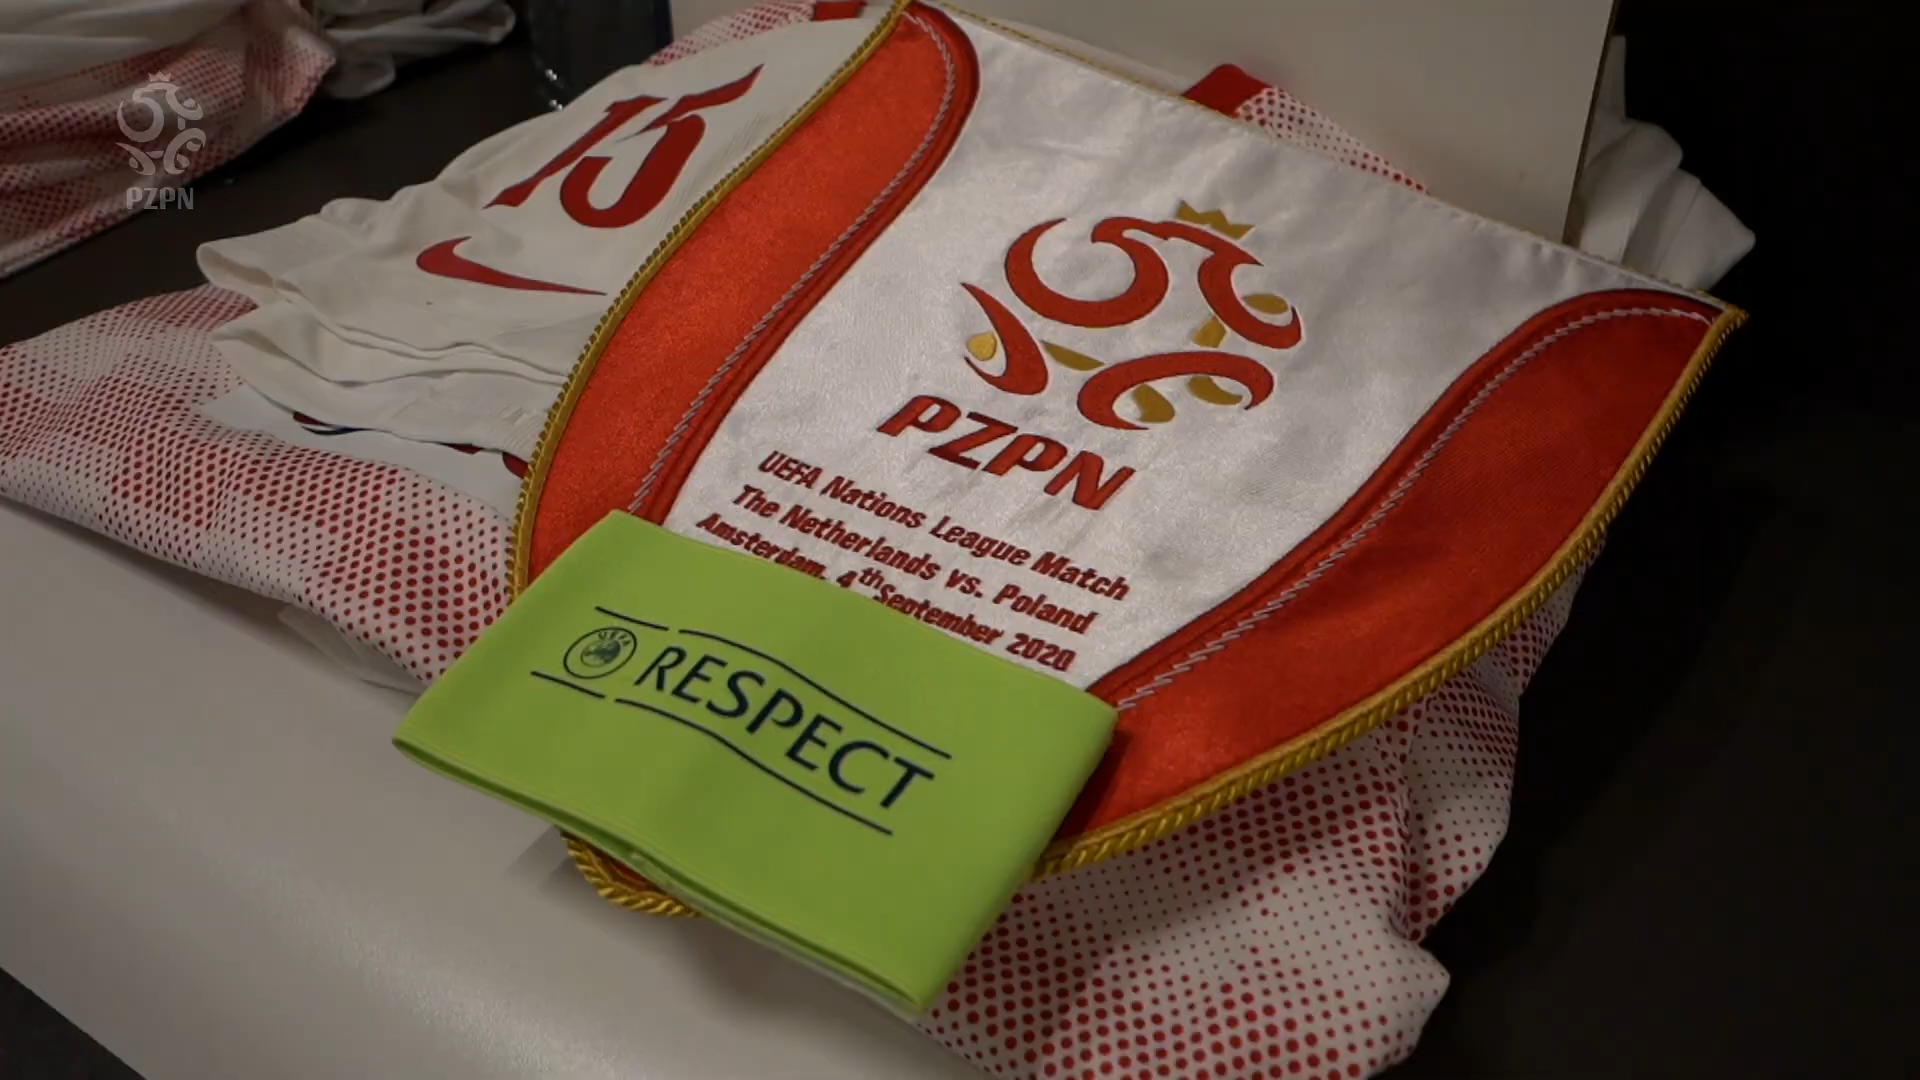 PZPN
15
PZPN
UEFA Nations League Match
The Netherlands vs. Poland
Amsterdam, 4th September 2020
UEFA
RESPECT